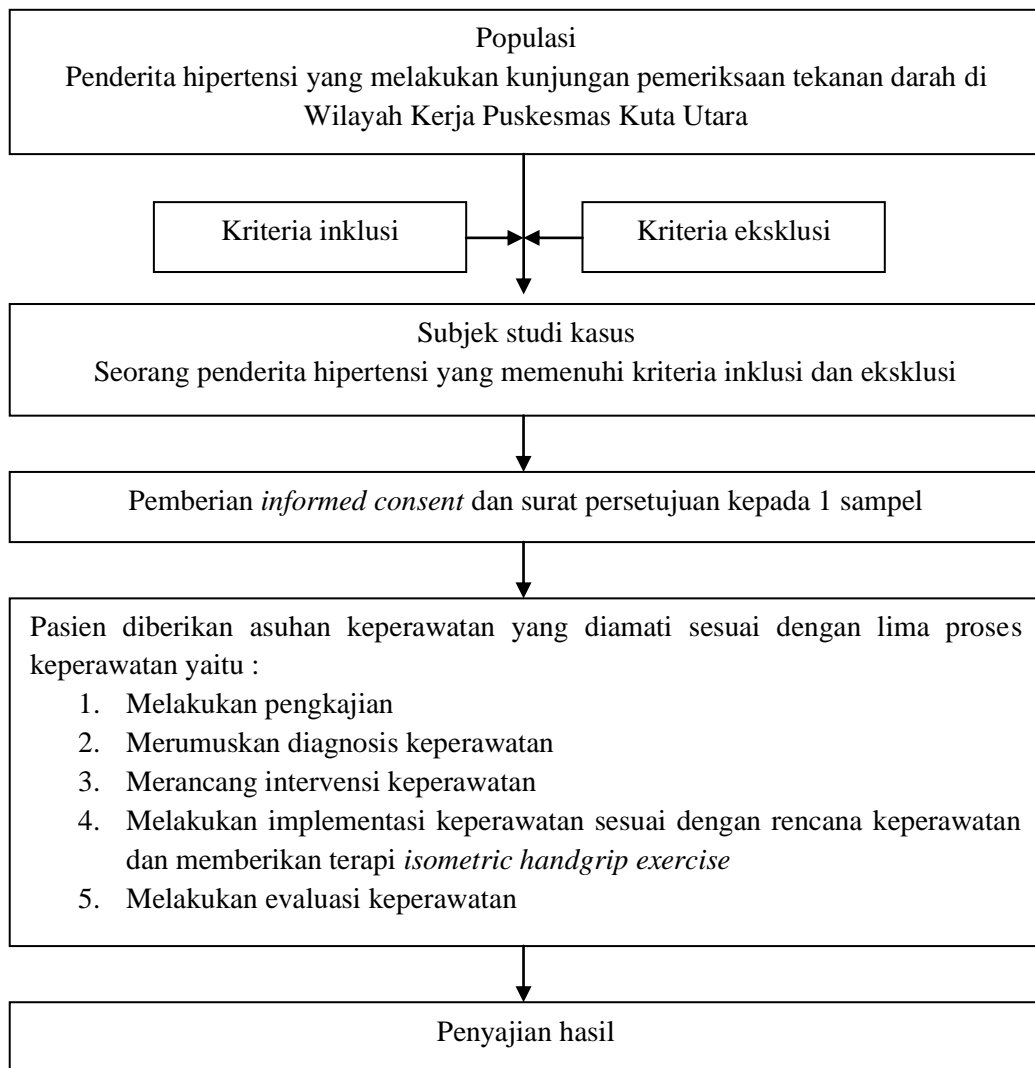 Populasi
Penderita hipertensi yang melakukan kunjungan pemeriksaan tekanan darah di
Wilayah Kerja Puskesmas Kuta Utara
Kriteria inklusi
Kriteria eksklusi
Subjek studi kasus
Seorang penderita hipertensi yang memenuhi kriteria inklusi dan eksklusi
Pemberian informed consent dan surat persetujuan kepada 1 sampel
Pasien diberikan asuhan keperawatan yang diamati sesuai dengan lima proses
keperawatan yaitu :
1. Melakukan pengkajian
2. Merumuskan diagnosis keperawatan
3. Merancang intervensi keperawatan
4. Melakukan implementasi keperawatan sesuai dengan rencana keperawatan
dan memberikan terapi isometric handgrip exercise
5. Melakukan evaluasi keperawatan
Penyajian hasil